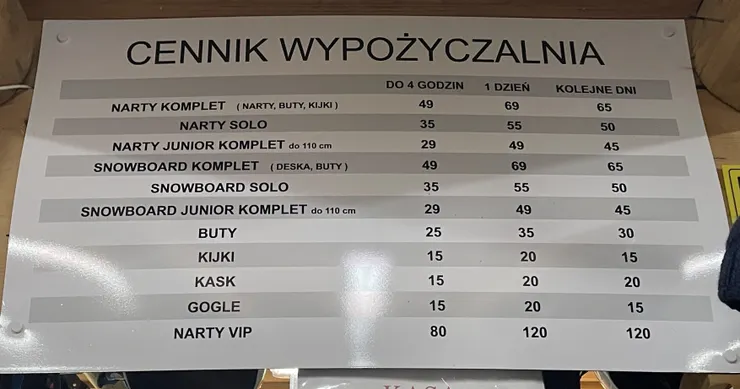 CENNIK WYPOŻYCZALNIA
DO 4 GODZIN 1 DZIEŃ KOLEJNE DNI
NARTY KOMPLET ( NARTY, BUTY, KIJKI ) 49 69 65
NARTY SOLO 35 55 50
NARTY JUNIOR KOMPLET do 110 cm 29 49 45
SNOWBOARD KOMPLET ( DESKA, BUTY ) 49 69 65
SNOWBOARD SOLO 35 55 50
SNOWBOARD JUNIOR KOMPLET do 110 cm 29 49 45
BUTY 25 35 30
KIJKI 15 20 15
KASK 15 20 20
GOGLE 15 20 15
NARTY VIP 80 120 120